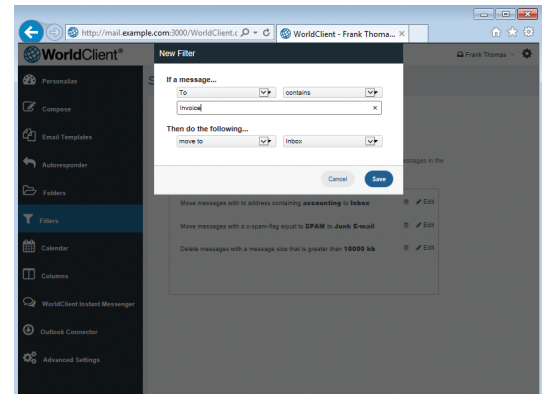 http://mail.example.com:3000/WorldClient.c
WorldClient - Frank Thoma...
WorldClient®
New Filter
Frank Thomas
If a message...
To
contains
Invoice
Then do the following...
move to
Inbox
Cancel
Save
Personalize
Compose
Email Templates
Autoresponder
Folders
Filters
Calendar
Columns
WorldClient Instant Messenger
Outlook Connector
Advanced Settings
S
essages in the
Move messages with to address containing accounting to Inbox
Edit
Move messages with a x-spam-flag equal to SPAM to Junk E-mail
Edit
Delete messages with a message size that is greater than 10000 kb
Edit